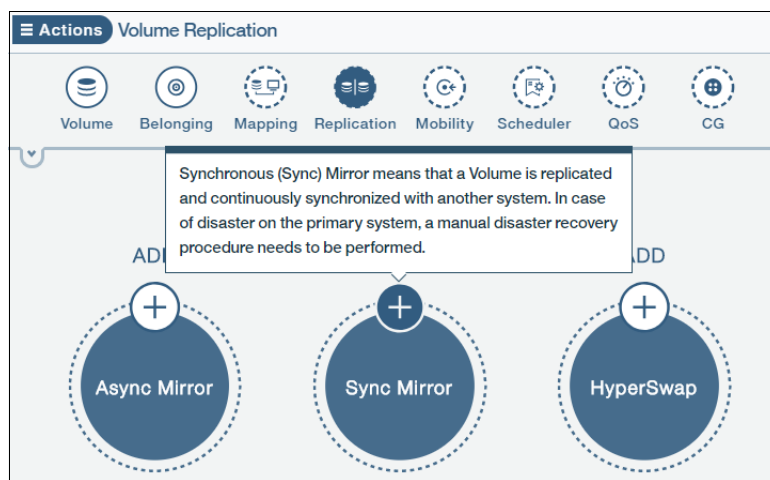 Actions Volume Replication
Volume Belonging Mapping Replication Mobility Scheduler QoS CG
Synchronous (Sync) Mirror means that a Volume is replicated
and continuously synchronized with another system. In case
of disaster on the primary system, a manual disaster recovery
procedure needs to be performed.
Async Mirror Sync Mirror HyperSwap